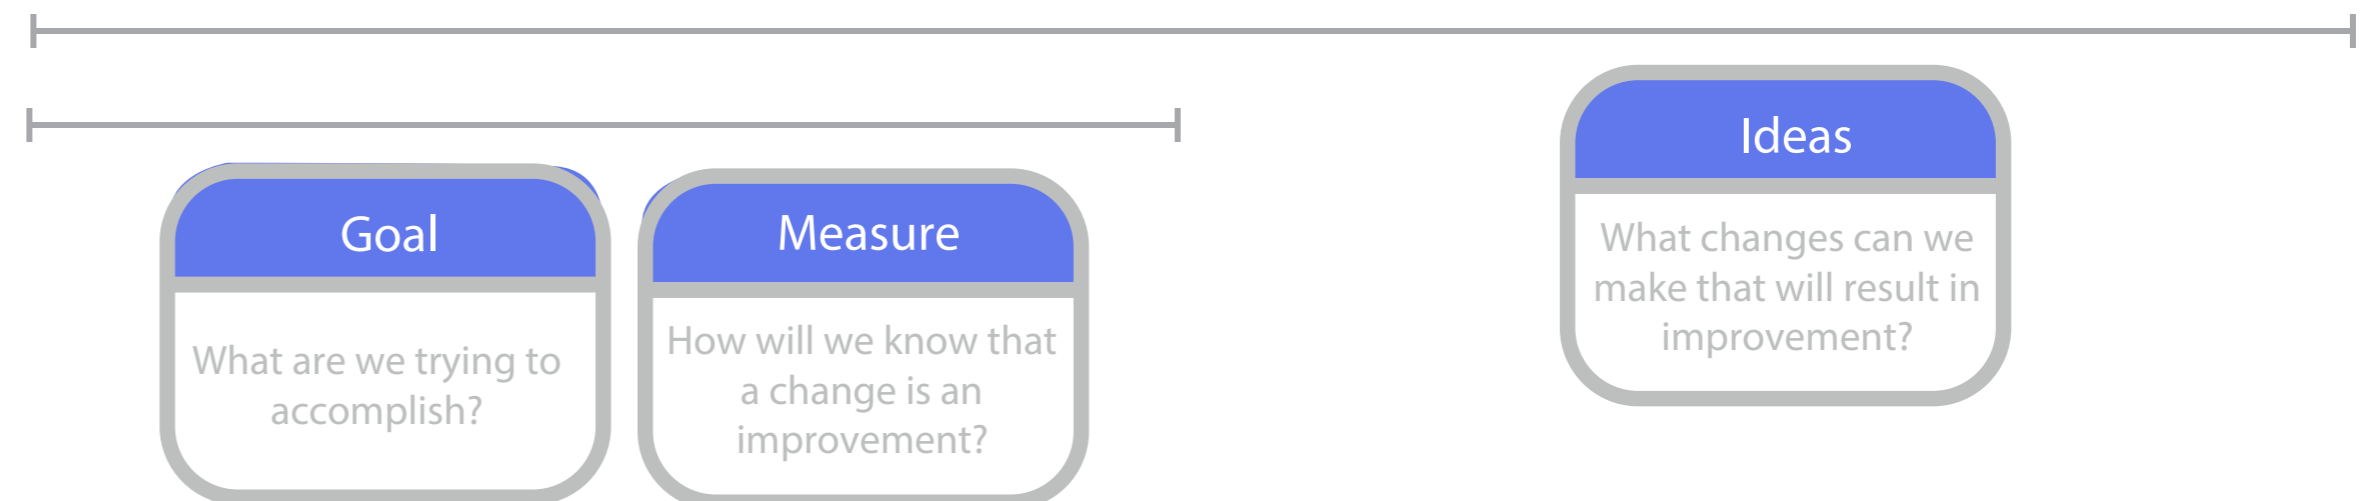 Goal
What are we trying to
accomplish?
Measure
How will we know that
a change is an
improvement?
Ideas
What changes can we
make that will result in
improvement?